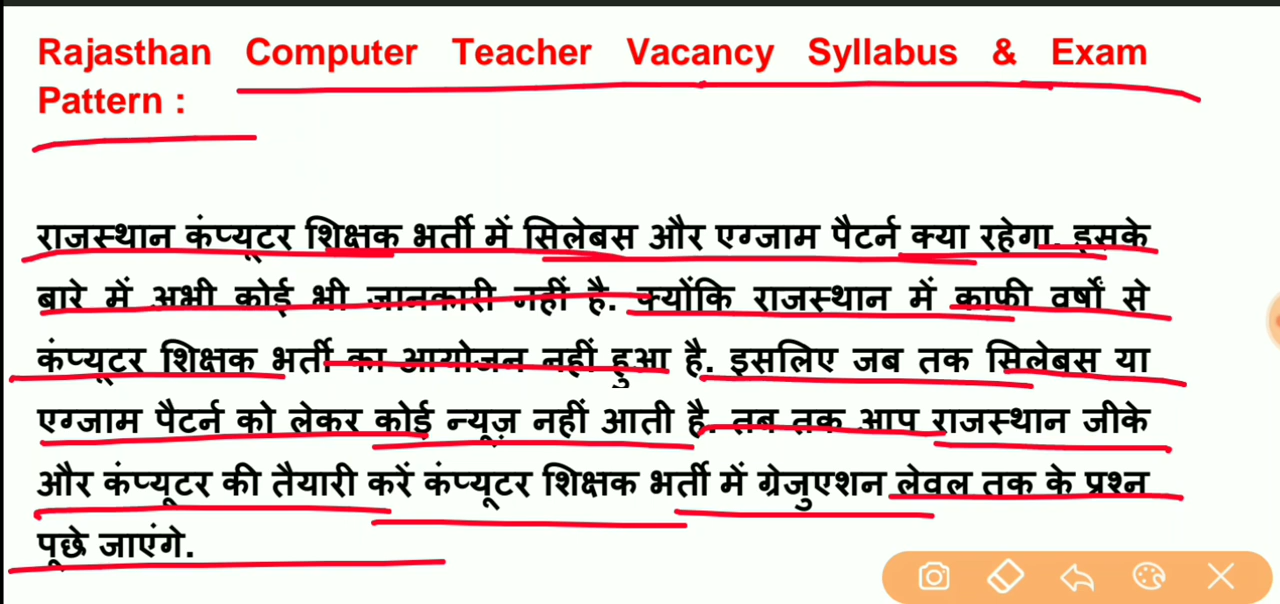 Rajasthan Computer Teacher Vacancy Syllabus & Exam
Pattern :
राजस्थान कंप्यूटर शिक्षक भर्ती में सिलेबस और एग्जाम पैटर्न क्या रहेगा. इसके
बारे में अभी कोई भी जानकारी नहीं है. क्योंकि राजस्थान में काफी वर्षों से
कंप्यूटर शिक्षक भर्ती का आयोजन नहीं हुआ है. इसलिए जब तक सिलेबस या
एग्जाम पैटर्न को लेकर कोई न्यूज़ नहीं आती है. तब तक आप राजस्थान जीके
और कंप्यूटर की तैयारी करें कंप्यूटर शिक्षक भर्ती में ग्रेजुएशन लेवल तक के प्रश्न
पूछे जाएंगे.